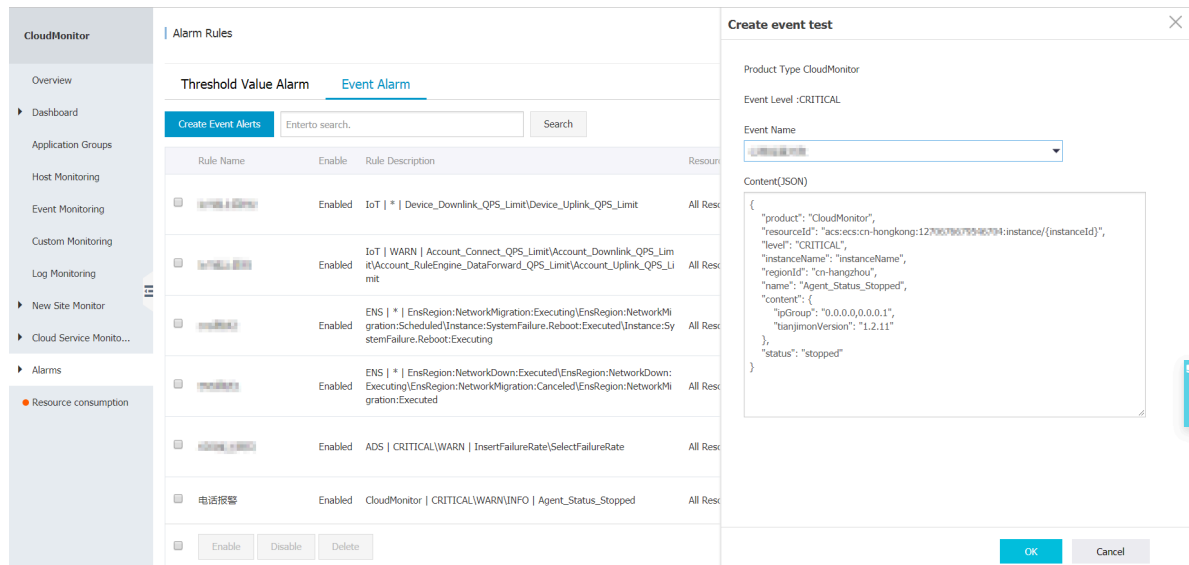 CloudMonitor
Overview
Dashboard
Application Groups
Host Monitoring
Event Monitoring
Custom Monitoring
Log Monitoring
New Site Monitor
Cloud Service Monito...
Alarms
Resource consumption
Alarm Rules
Threshold Value Alarm Event Alarm
Create Event Alerts Enterto search. Search
Rule Name Enable Rule Description Resour
Enabled IoT | * | Device_Downlink_QPS_Limit\Device_Uplink_QPS_Limit All Reso
IoT | WARN | Account_Connect_QPS_Limit\Account_Downlink_QPS_Lim
Enabled it\Account_RuleEngine_DataForward_QPS_Limit\Account_Uplink_QPS_Li All Reso
mit
ENS | * | EnsRegion:NetworkMigration:Executing\EnsRegion:NetworkMi
Enabled gration:Scheduled\Instance:SystemFailure.Reboot:Executed\Instance:Sy All Reso
stemFailure.Reboot:Executing
ENS | * | EnsRegion:NetworkDown:Executed\EnsRegion:NetworkDown:
Enabled Executing\EnsRegion:NetworkMigration:Canceled\EnsRegion:NetworkMi All Reso
gration:Executed
Enabled ADS | CRITICAL\WARN | InsertFailureRate\SelectFailureRate All Reso
电话报警 Enabled CloudMonitor | CRITICAL\WARN\INFO | Agent_Status_Stopped All Reso
Enable Disable Delete
Create event test
Product Type CloudMonitor
Event Level :CRITICAL
Event Name
Content(JSON)
{
"product": "CloudMonitor",
"resourceId": "acs:ecs:cn-hongkong:12 :instance/{instanceId}",
"level": "CRITICAL",
"instanceName": "instanceName",
"regionId": "cn-hangzhou",
"name": "Agent_Status_Stopped",
"content": {
"ipGroup": "0.0.0.0,0.0.0.1",
"tianjimonVersion": "1.2.11"
},
"status": "stopped"
}
OK Cancel